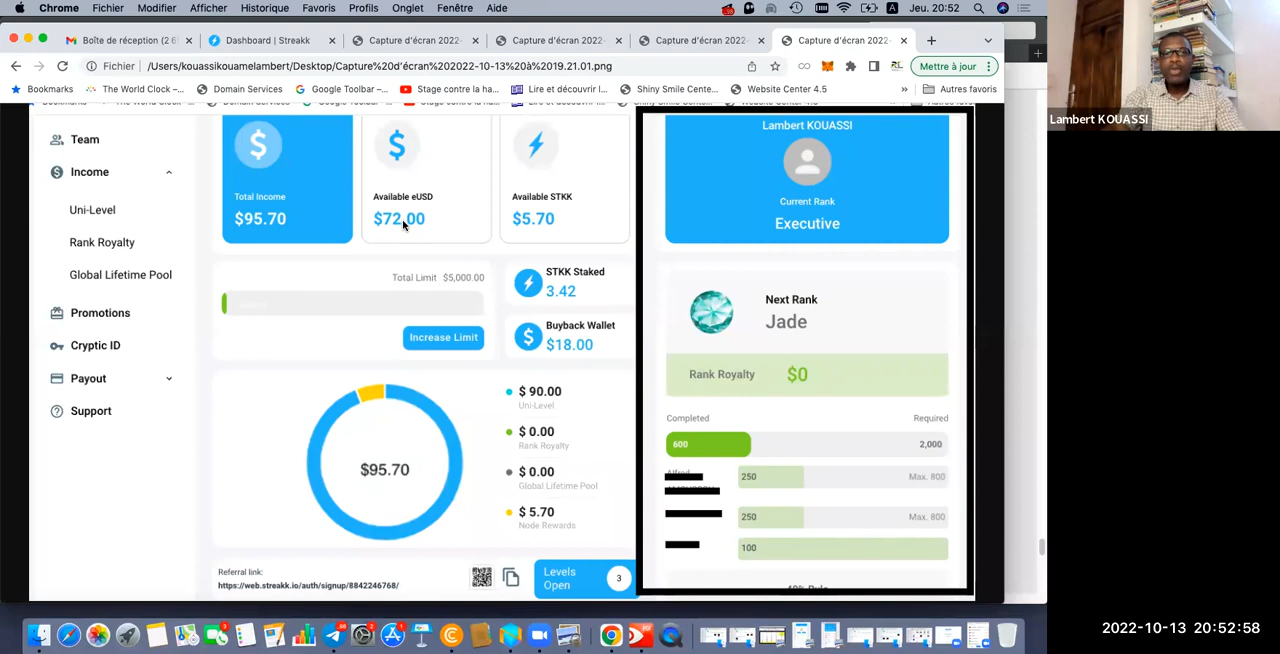 Chrome Fichier Modifier Afficher Historique Favoris Profils Onglet Fenêtre Aide
A Jeu. 20:52
Boîte de réception (2 6
Dashboard | Streakk
Capture d'écran 2022-
Capture d'écran 2022-
Capture d'écran 2022-
Capture d'écran 2022-
Fichier /Users/kouassikouamelambert/Desktop/Capture%20d'écran%202022-10-13%20à%2019.21.01.png
Mettre à jour
Bookmarks
The World Clock –...
Domain Services
Google Toolbar –...
Stage contre la ha...
Lire et découvrir l...
Shiny Smile Cente...
Website Center 4.5
»
Autres favoris
Lambert KOUASSI
Team
Income
Uni-Level
Rank Royalty
Global Lifetime Pool
Promotions
Cryptic ID
Payout
Support
Total Income
$95.70
Available eUSD
$72.00
Available STKK
$5.70
Total Limit $5,000.00
Increase Limit
STKK Staked
3.42
Buyback Wallet
$18.00
$95.70
$ 90.00
Uni-Level
$ 0.00
Rank Royalty
$ 0.00
Global Lifetime Pool
$ 5.70
Node Rewards
Referral link:
https://web.streakk.io/auth/signup/8842246768/
Levels
Open
3
Lambert KOUASSI
Current Rank
Executive
Next Rank
Jade
Rank Royalty $0
Completed Required
600 2,000
250 Max. 800
250 Max. 800
100
2022-10-13 20:52:58